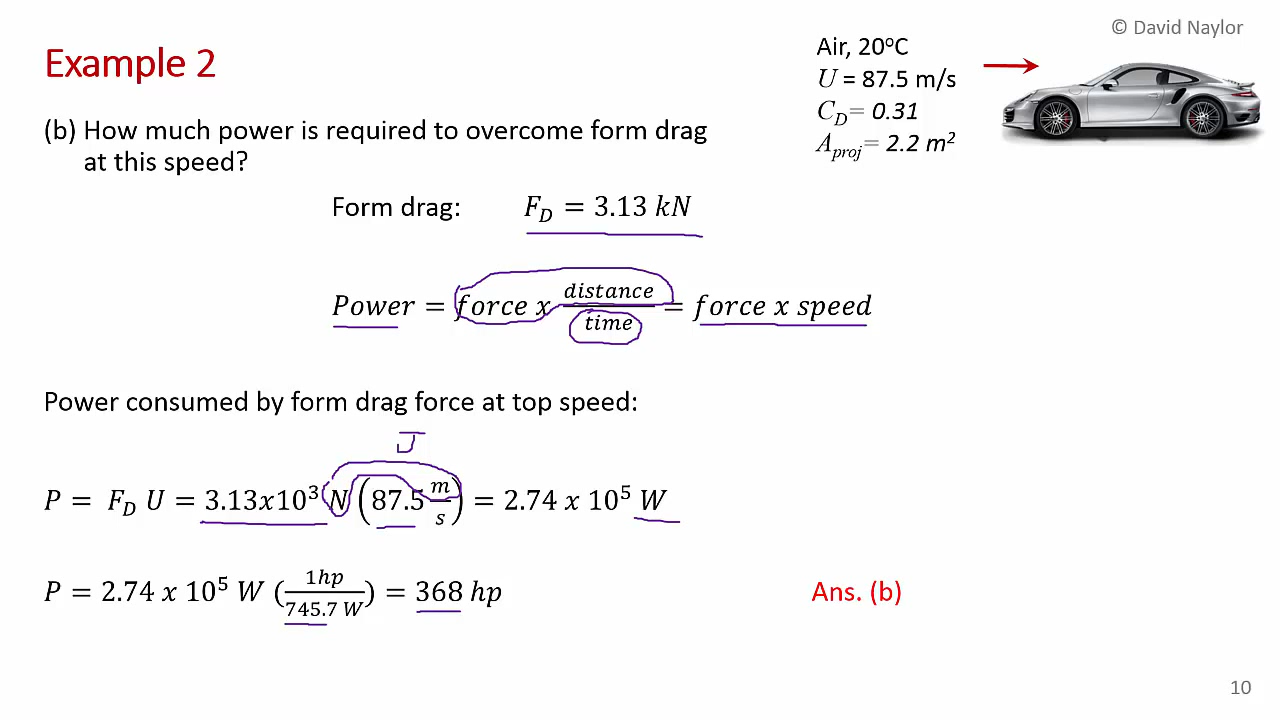 © David Naylor
Example 2
Air, 20°C
U = 87.5 m/s
C_D = 0.31
A_proj = 2.2 m²
(b) How much power is required to overcome form drag
at this speed?
Form drag: F_D = 3.13 kN
Power = force x distance/time = force x speed
Power consumed by form drag force at top speed:
J
P = F_D U = 3.13x10³ N (87.5 m/s) = 2.74 x 10⁵ W
P = 2.74 x 10⁵ W (1hp/745.7 W) = 368 hp
Ans. (b)
10